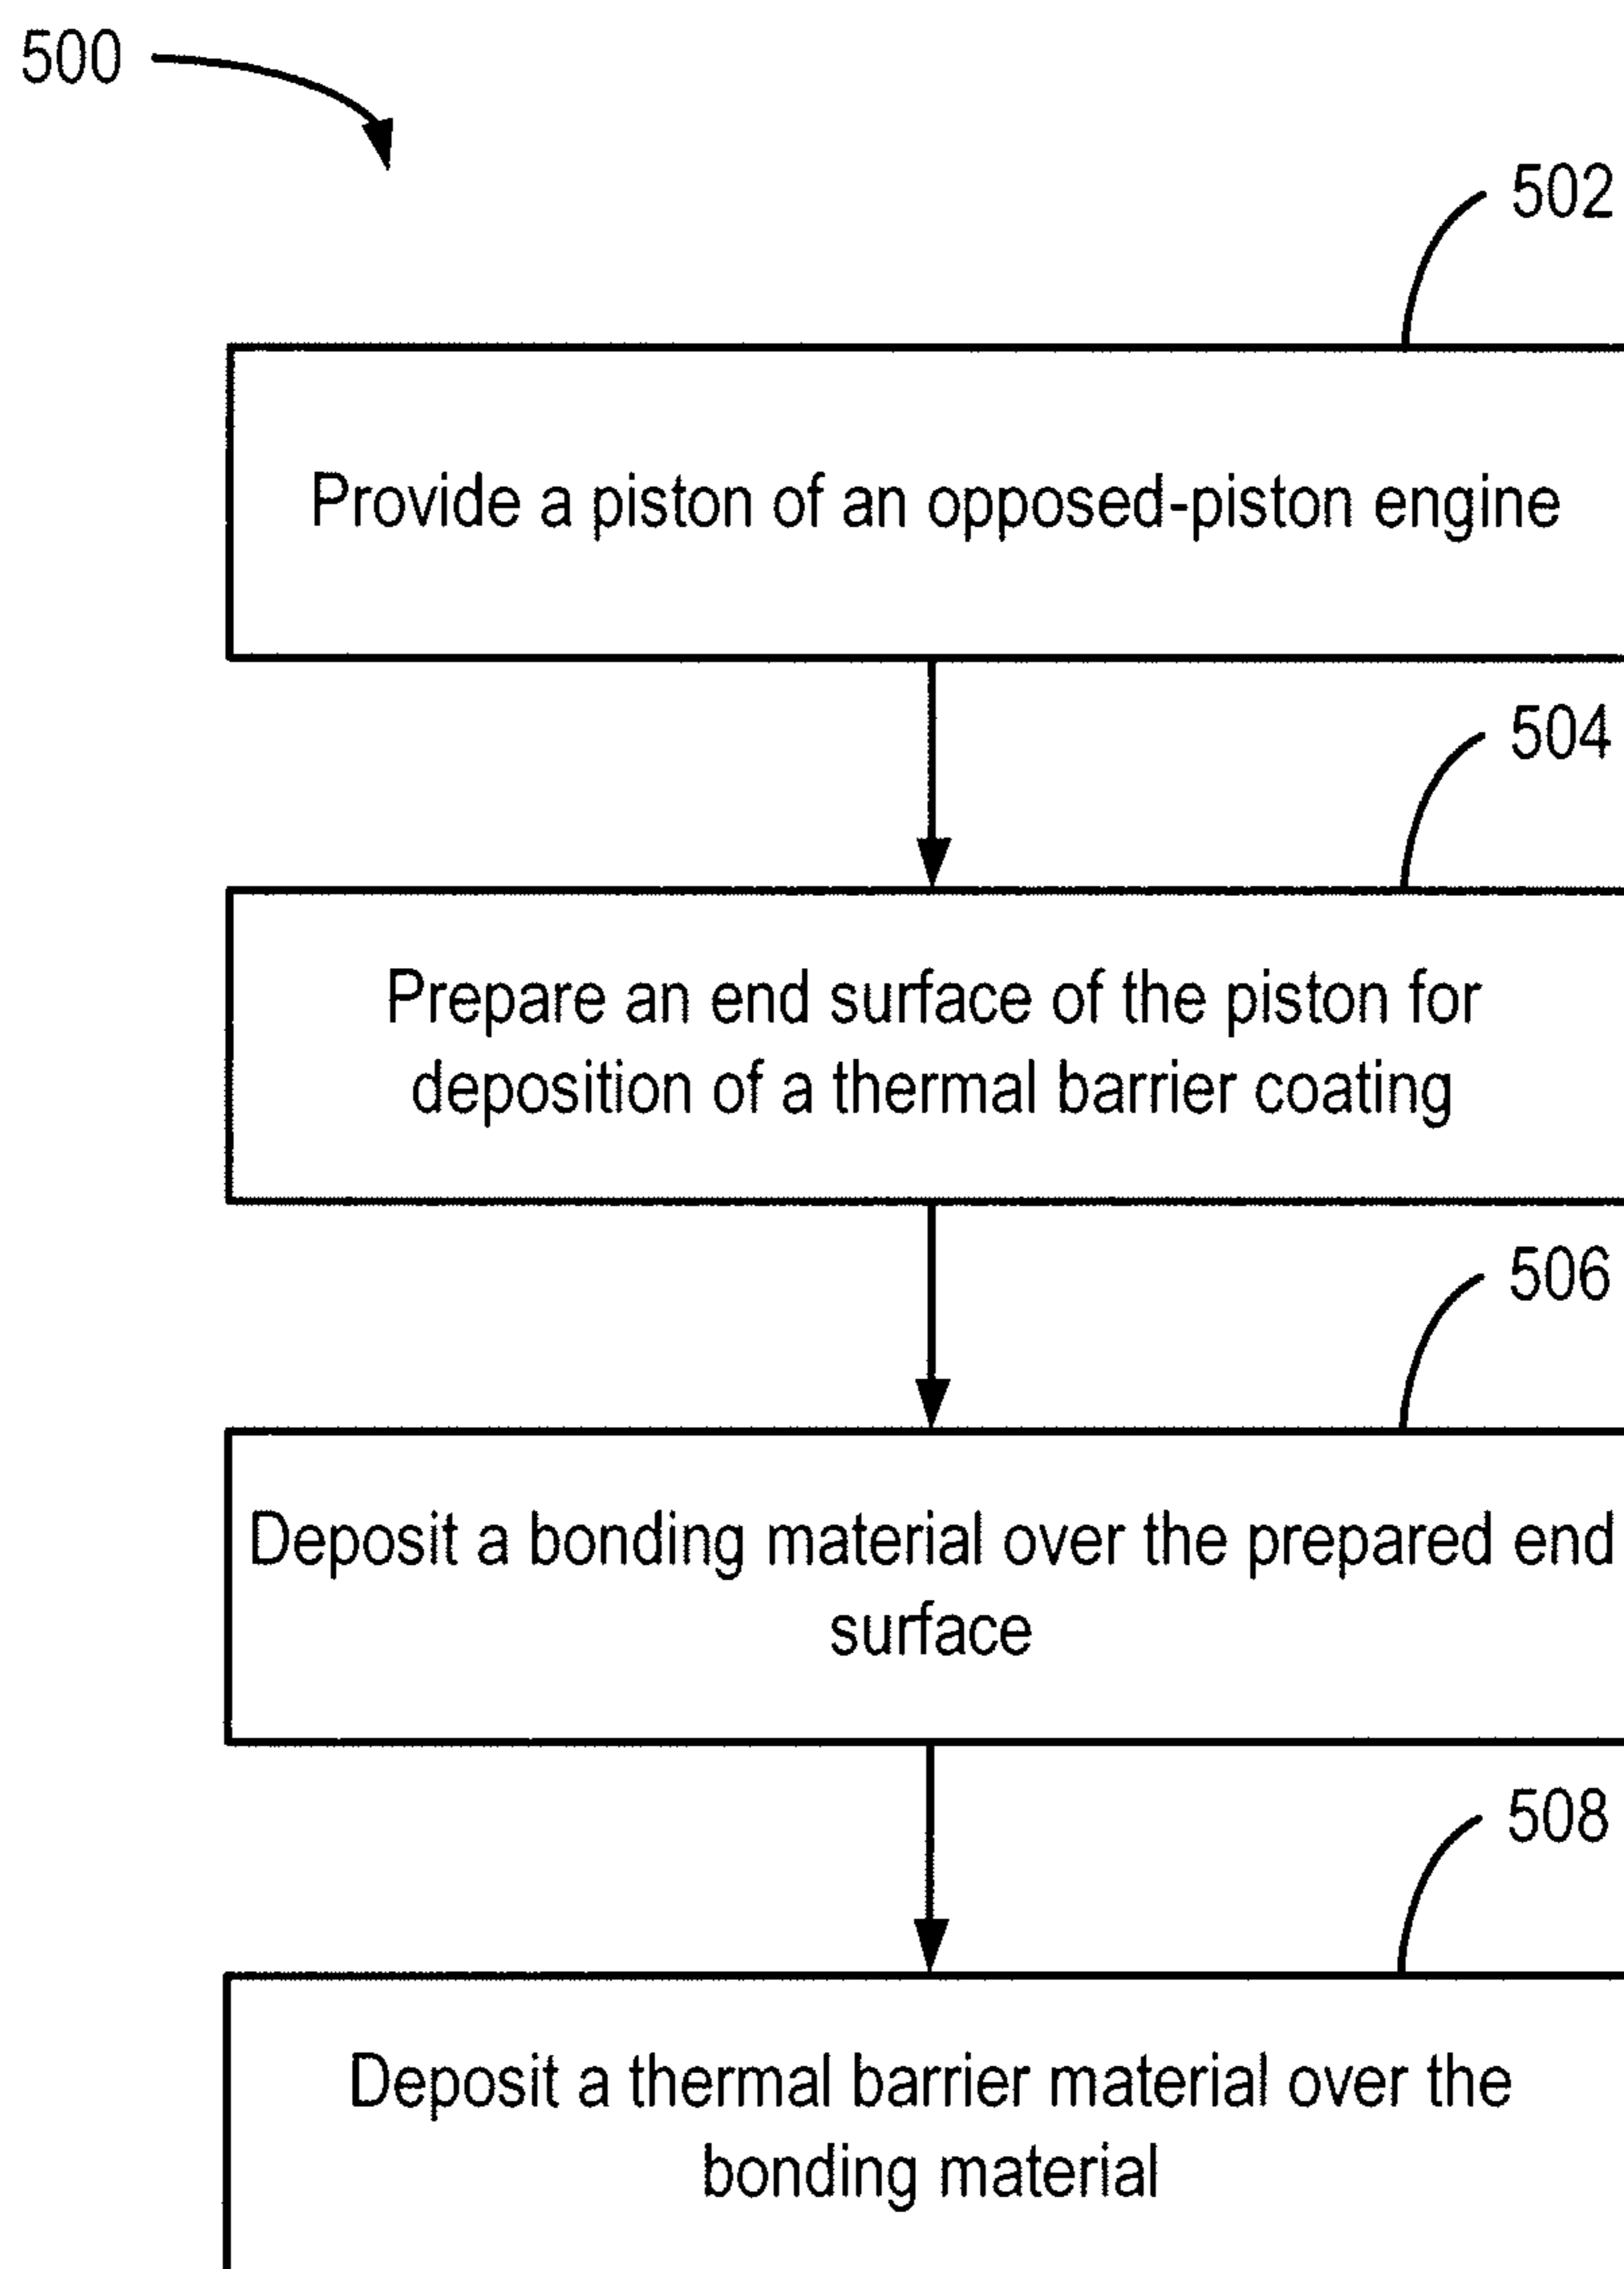 500
502
Provide a piston of an opposed-piston engine
504
Prepare an end surface of the piston for
deposition of a thermal barrier coating
506
Deposit a bonding material over the prepared end
surface
508
Deposit a thermal barrier material over the
bonding material